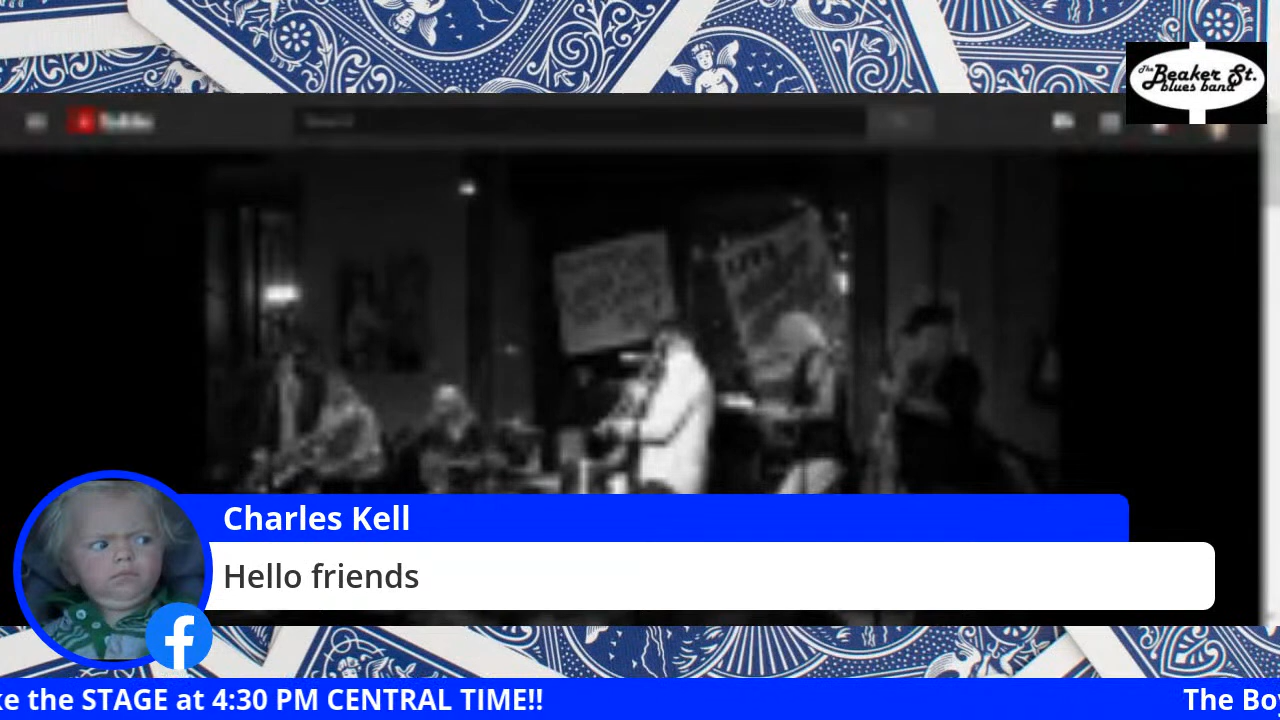 The
Beaker St.
blues band
Charles Kell
Hello friends
ke the STAGE at 4:30 PM CENTRAL TIME!!
The Boy